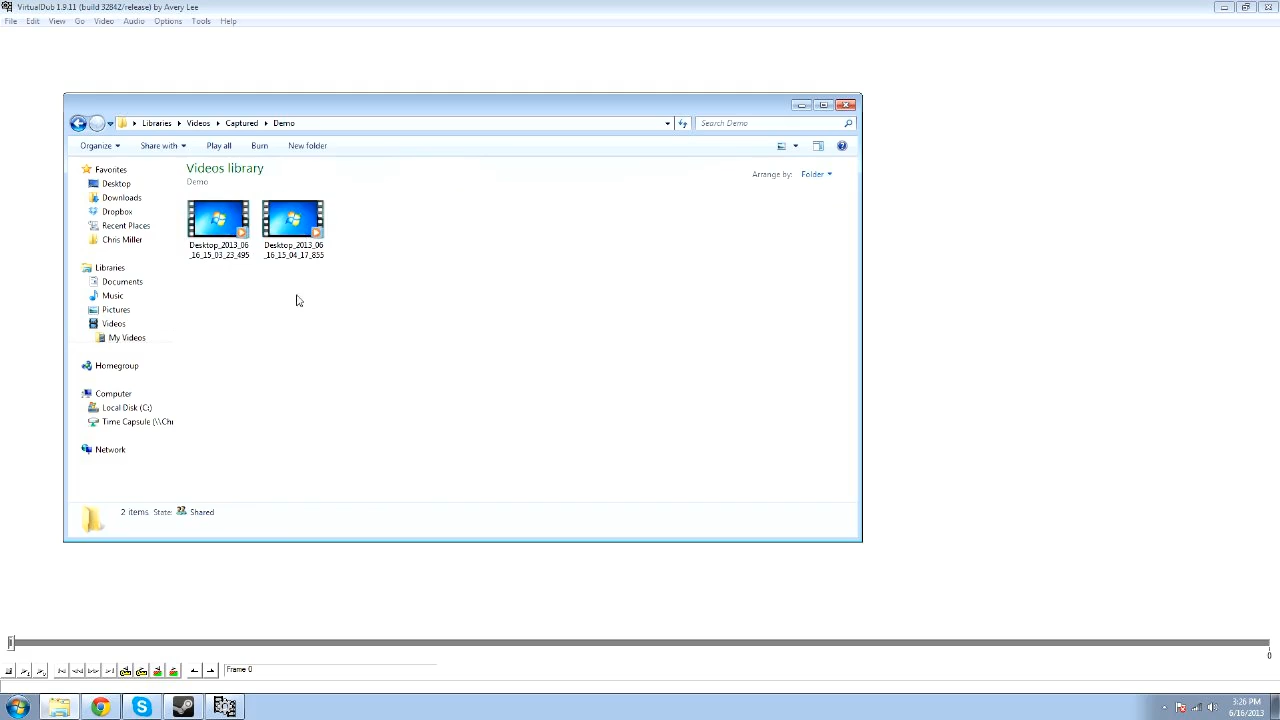 VirtualDub 1.9.11 (build 32842/release) by Avery Lee
File Edit View Go Video Audio Options Tools Help
Libraries Videos Captured Demo
Search Demo
Organize Share with Play all Burn New folder
Favorites
Desktop
Downloads
Dropbox
Recent Places
Chris Miller
Libraries
Documents
Music
Pictures
Videos
My Videos
Homegroup
Computer
Local Disk (C:)
Time Capsule (\\Chri
Network
Videos library
Demo
Arrange by: Folder
Desktop_2013_06
_16_15_03_23_495
Desktop_2013_06
_16_15_04_17_855
2 items State: Shared
0
Frame 0
3:26 PM
6/16/2013